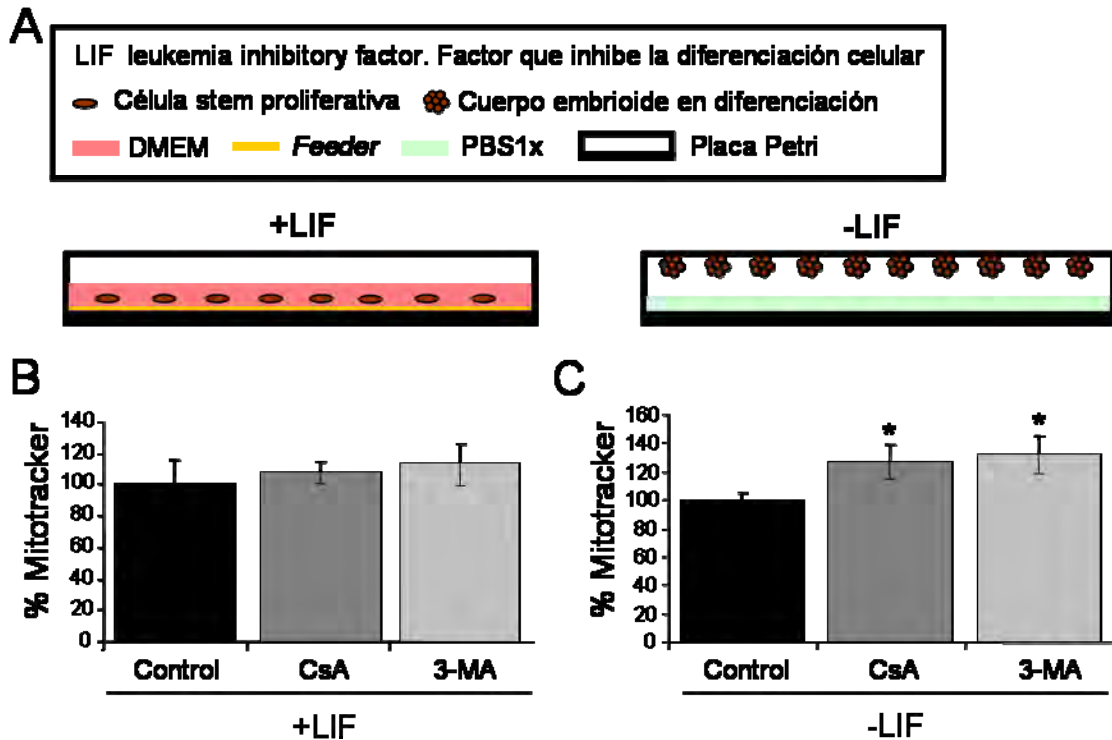 A
LIF leukemia inhibitory factor. Factor que inhibe la diferenciación celular
Célula stem proliferativa Cuerpo embrioide en diferenciación
DMEM Feeder PBS1x Placa Petri
+LIF
-LIF
B
% Mitotracker
140
120
100
80
60
40
20
0
Control CsA 3-MA
+LIF
C
% Mitotracker
160
140
120
100
80
60
40
20
0
* *
Control CsA 3-MA
-LIF